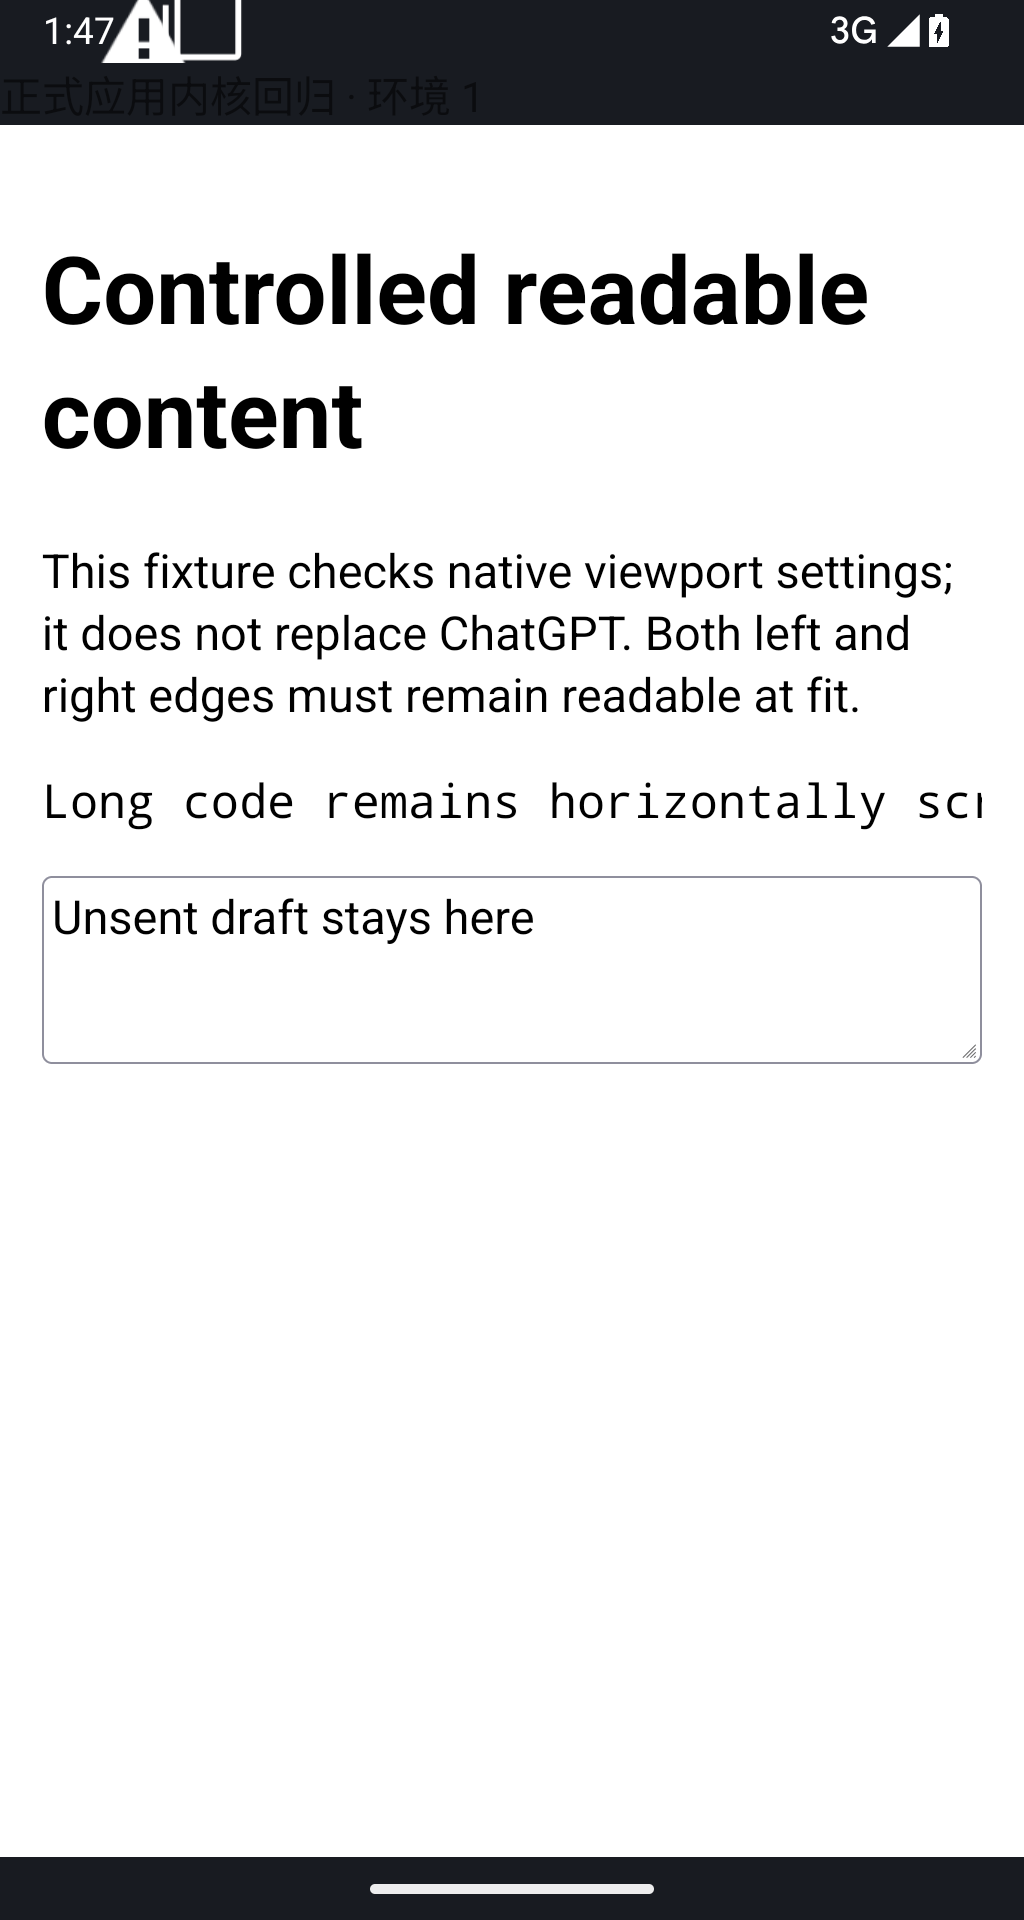 1:47
3G
正式应用内核回归 · 环境 1
Controlled readable
content
This fixture checks native viewport settings;
it does not replace ChatGPT. Both left and
right edges must remain readable at fit.
Long code remains horizontally scr
Unsent draft stays here